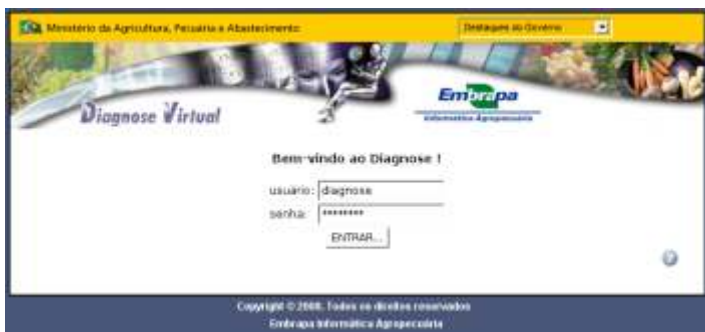 Ministério da Agricultura, Pecuária e Abastecimento
Destaques do Governo
Diagnose Virtual
Embrapa
Informática Agropecuária
Bem-vindo ao Diagnose !
usuário: diagnose
senha: ********
ENTRAR...
?
Copyright © 2008. Todos os direitos reservados
Embrapa Informática Agropecuária